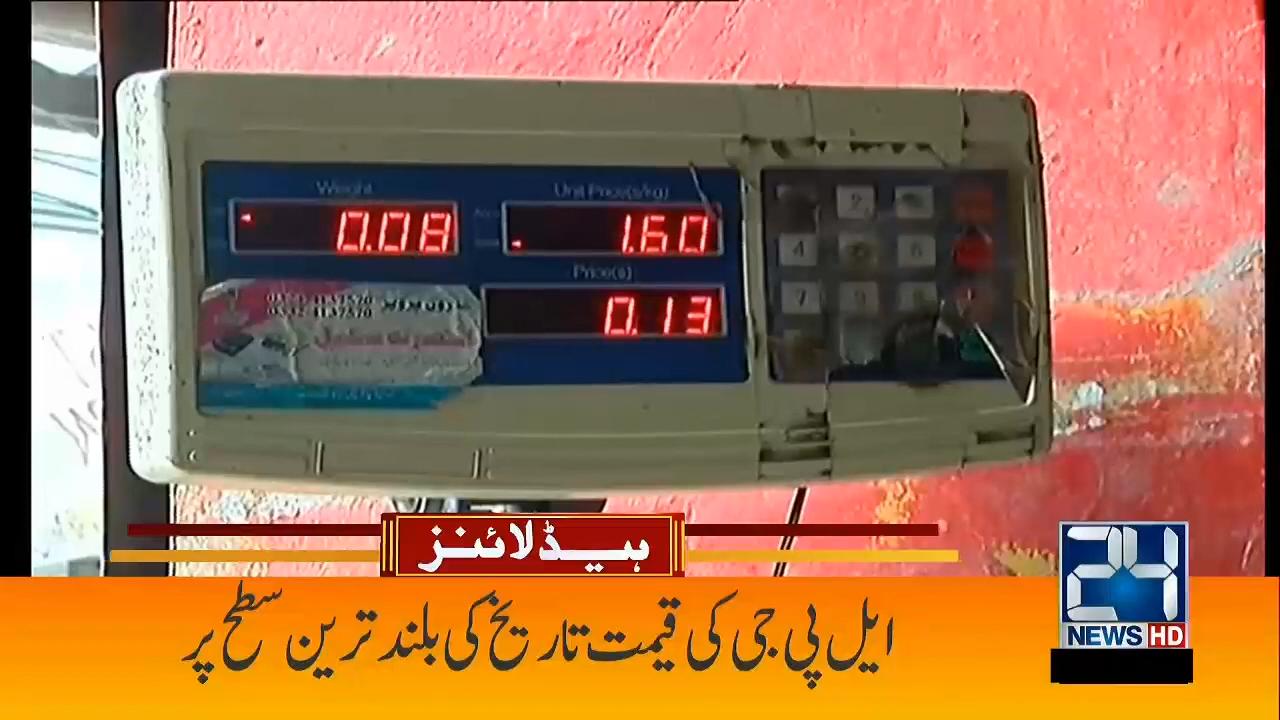 Weight
Unit Price(s/kg)
0.08
1.60
Price(s)
0.13
2
4
6
7
ہیڈلائنز
ایل پی جی کی قیمت تاریخ کی بلند ترین سطح پر
24
NEWS HD